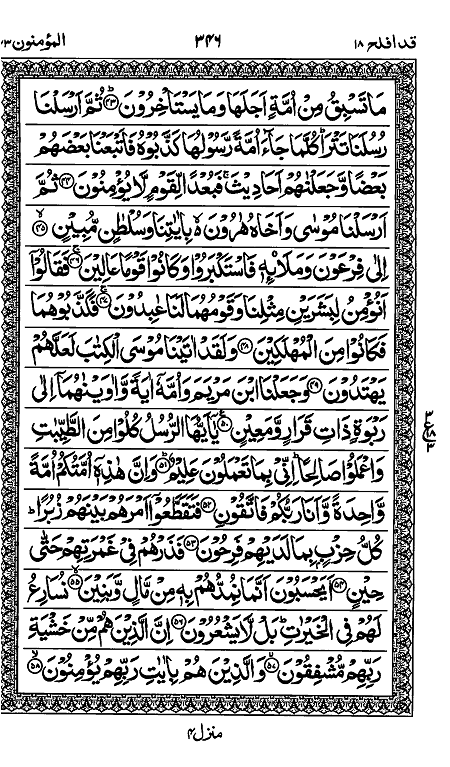 قد افلح ١٨ ٣٤٦ المؤمنون ٢٣
مَا تَسْبِقُ مِنْ اُمَّةٍ اَجَلَهَا وَمَا يَسْتَاْخِرُوْنَ ﴿٤٣﴾ ثُمَّ اَرْسَلْنَا
رُسُلَنَا تَتْرَا كُلَّمَا جَآءَ اُمَّةً رَّسُوْلُهَا كَذَّبُوْهُ فَاَتْبَعْنَا بَعْضَهُمْ
بَعْضًا وَّجَعَلْنٰهُمْ اَحَادِيْثَ فَبُعْدًا لِّقَوْمٍ لَّا يُؤْمِنُوْنَ ﴿٤٤﴾ ثُمَّ
اَرْسَلْنَا مُوْسٰى وَاَخَاهُ هٰرُوْنَ ە بِاٰيٰتِنَا وَسُلْطٰنٍ مُّبِيْنٍ ﴿٤٥﴾
اِلٰى فِرْعَوْنَ وَمَلَا۟ئِهٖ فَاسْتَكْبَرُوْا وَكَانُوْا قَوْمًا عَالِيْنَ ﴿٤٦﴾ فَقَالُوْٓا
اَنُؤْمِنُ لِبَشَرَيْنِ مِثْلِنَا وَقَوْمُهُمَا لَنَا عٰبِدُوْنَ ﴿٤٧﴾ فَكَذَّبُوْهُمَا
فَكَانُوْا مِنَ الْمُهْلَكِيْنَ ﴿٤٨﴾ وَلَقَدْ اٰتَيْنَا مُوْسَى الْكِتٰبَ لَعَلَّهُمْ
يَهْتَدُوْنَ ﴿٤٩﴾ وَجَعَلْنَا ابْنَ مَرْيَمَ وَاُمَّهٗٓ اٰيَةً وَّاٰوَيْنٰهُمَآ اِلٰى
رَبْوَةٍ ذَاتِ قَرَارٍ وَّمَعِيْنٍ ﴿٥٠﴾ يٰٓاَيُّهَا الرُّسُلُ كُلُوْا مِنَ الطَّيِّبٰتِ
وَاعْمَلُوْا صَالِحًا اِنِّيْ بِمَا تَعْمَلُوْنَ عَلِيْمٌ ﴿٥١﴾ وَاِنَّ هٰذِهٖٓ اُمَّتُكُمْ اُمَّةً
وَّاحِدَةً وَّاَنَا رَبُّكُمْ فَاتَّقُوْنِ ﴿٥٢﴾ فَتَقَطَّعُوْٓا اَمْرَهُمْ بَيْنَهُمْ زُبُرًا
كُلُّ حِزْبٍۭ بِمَا لَدَيْهِمْ فَرِحُوْنَ ﴿٥٣﴾ فَذَرْهُمْ فِيْ غَمْرَتِهِمْ حَتّٰى
حِيْنٍ ﴿٥٤﴾ اَيَحْسَبُوْنَ اَنَّمَا نُمِدُّهُمْ بِهٖ مِنْ مَّالٍ وَّبَنِيْنَ ﴿٥٥﴾ نُسَارِعُ
لَهُمْ فِي الْخَيْرٰتِ بَلْ لَّا يَشْعُرُوْنَ ﴿٥٦﴾ اِنَّ الَّذِيْنَ هُمْ مِّنْ خَشْيَةِ
رَبِّهِمْ مُّشْفِقُوْنَ ﴿٥٧﴾ وَالَّذِيْنَ هُمْ بِاٰيٰتِ رَبِّهِمْ يُؤْمِنُوْنَ ﴿٥٨﴾
منزل ٤